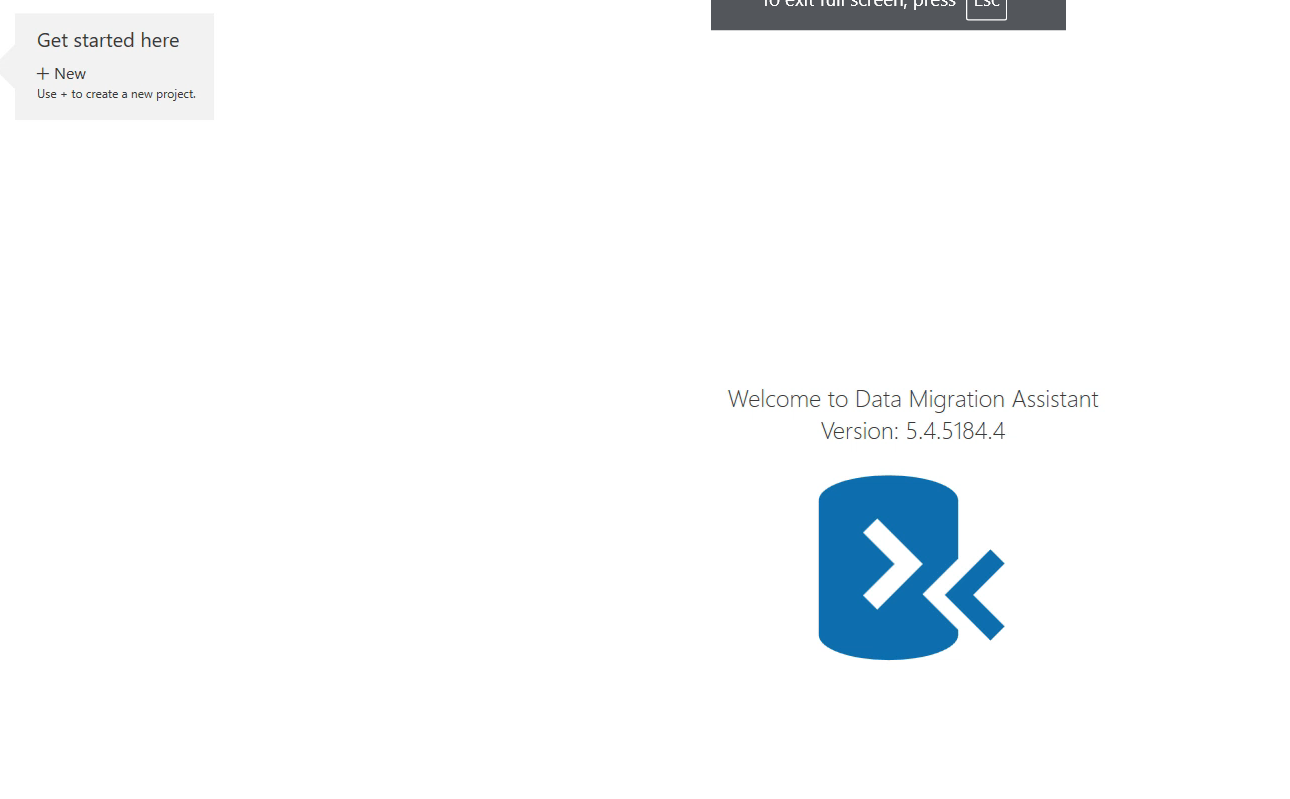 To exit full screen, press Esc
Get started here
+ New
Use + to create a new project.
Welcome to Data Migration Assistant
Version: 5.4.5184.4